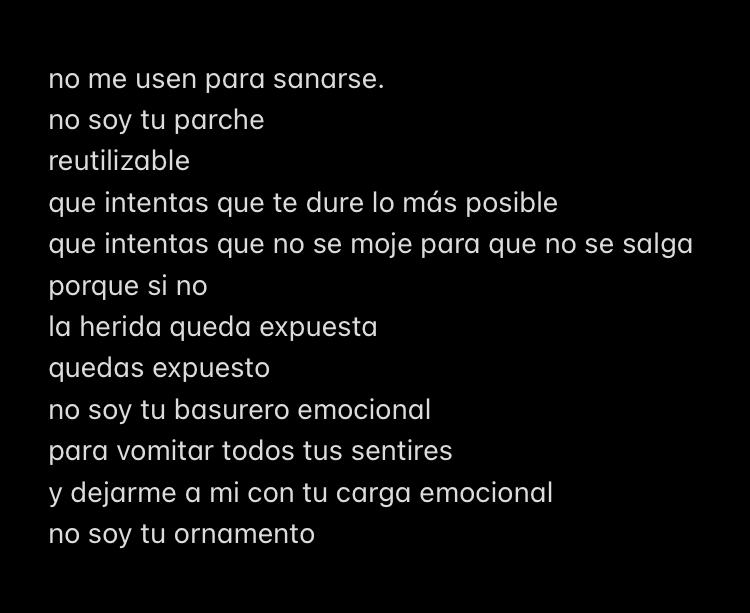 no me usen para sanarse.
no soy tu parche
reutilizable
que intentas que te dure lo más posible
que intentas que no se moje para que no se salga
porque si no
la herida queda expuesta
quedas expuesto
no soy tu basurero emocional
para vomitar todos tus sentires
y dejarme a mi con tu carga emocional
no soy tu ornamento